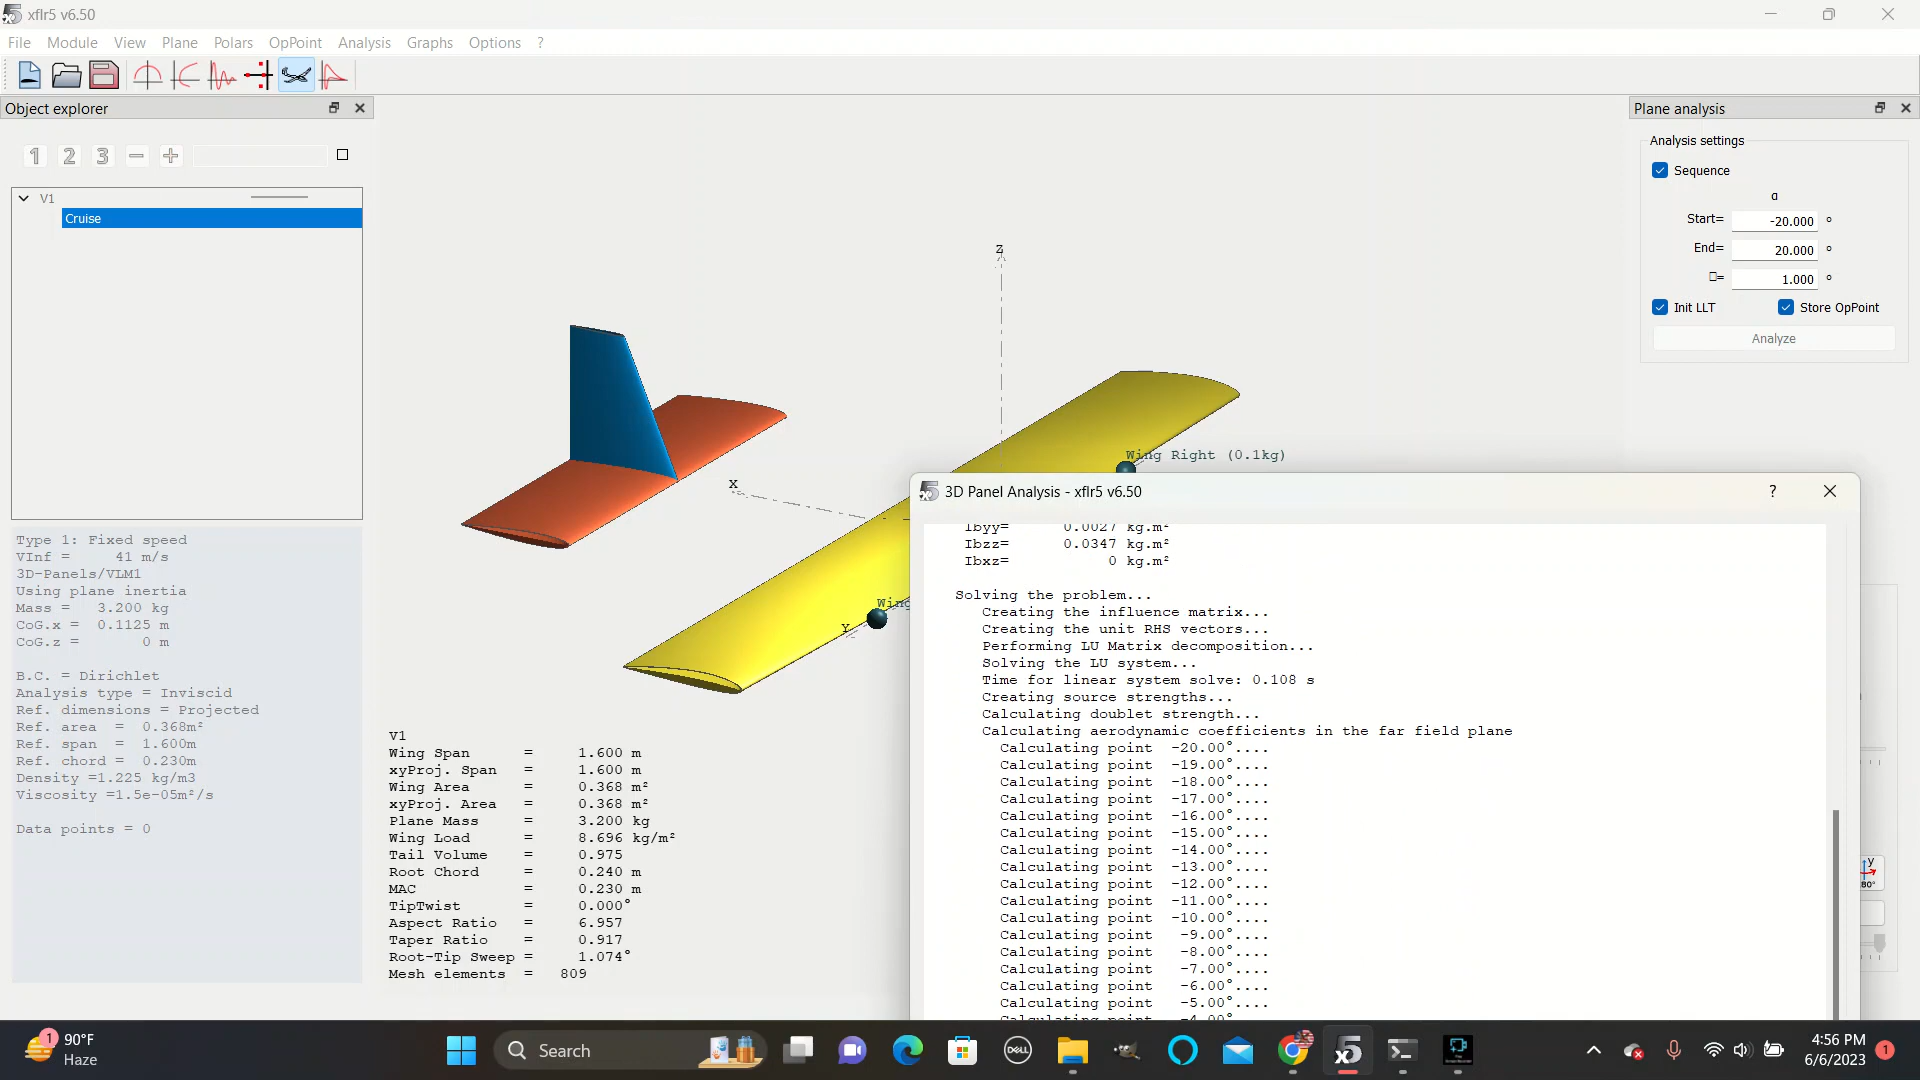 xflr5 v6.50
File Module View Plane Polars OpPoint Analysis Graphs Options ?
Object explorer
1 2 3
V1
Cruise
Type 1: Fixed speed
VInf = 41 m/s
3D-Panels/VLM1
Using plane inertia
Mass = 3.200 kg
CoG.x = 0.1125 m
CoG.z = 0 m
B.C. = Dirichlet
Analysis type = Inviscid
Ref. dimensions = Projected
Ref. area = 0.368m²
Ref. span = 1.600m
Ref. chord = 0.230m
Density =1.225 kg/m3
Viscosity =1.5e-05m²/s
Data points = 0
Z
X
Y
Wing Right (0.1kg)
Wing
V1
Wing Span = 1.600 m
xyProj. Span = 1.600 m
Wing Area = 0.368 m²
xyProj. Area = 0.368 m²
Plane Mass = 3.200 kg
Wing Load = 8.696 kg/m²
Tail Volume = 0.975
Root Chord = 0.240 m
MAC = 0.230 m
TipTwist = 0.000°
Aspect Ratio = 6.957
Taper Ratio = 0.917
Root-Tip Sweep = 1.074°
Mesh elements = 809
3D Panel Analysis - xflr5 v6.50
?
Ibyy= 0.0027 kg.m²
Ibzz= 0.0347 kg.m²
Ibxz= 0 kg.m²
Solving the problem...
Creating the influence matrix...
Creating the unit RHS vectors...
Performing LU Matrix decomposition...
Solving the LU system...
Time for linear system solve: 0.108 s
Creating source strengths...
Calculating doublet strength...
Calculating aerodynamic coefficients in the far field plane
Calculating point -20.00°....
Calculating point -19.00°....
Calculating point -18.00°....
Calculating point -17.00°....
Calculating point -16.00°....
Calculating point -15.00°....
Calculating point -14.00°....
Calculating point -13.00°....
Calculating point -12.00°....
Calculating point -11.00°....
Calculating point -10.00°....
Calculating point -9.00°....
Calculating point -8.00°....
Calculating point -7.00°....
Calculating point -6.00°....
Calculating point -5.00°....
Plane analysis
Analysis settings
Sequence
α
Start= -20.000 °
End= 20.000 °
□= 1.000 °
Init LLT
Store OpPoint
Analyze
y
80°
1
90°F
Haze
Search
DELL
4:56 PM
6/6/2023
1